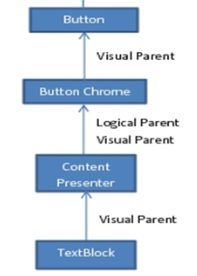 Button
Visual Parent
Button Chrome
Logical Parent
Visual Parent
Content
Presenter
Visual Parent
TextBlock